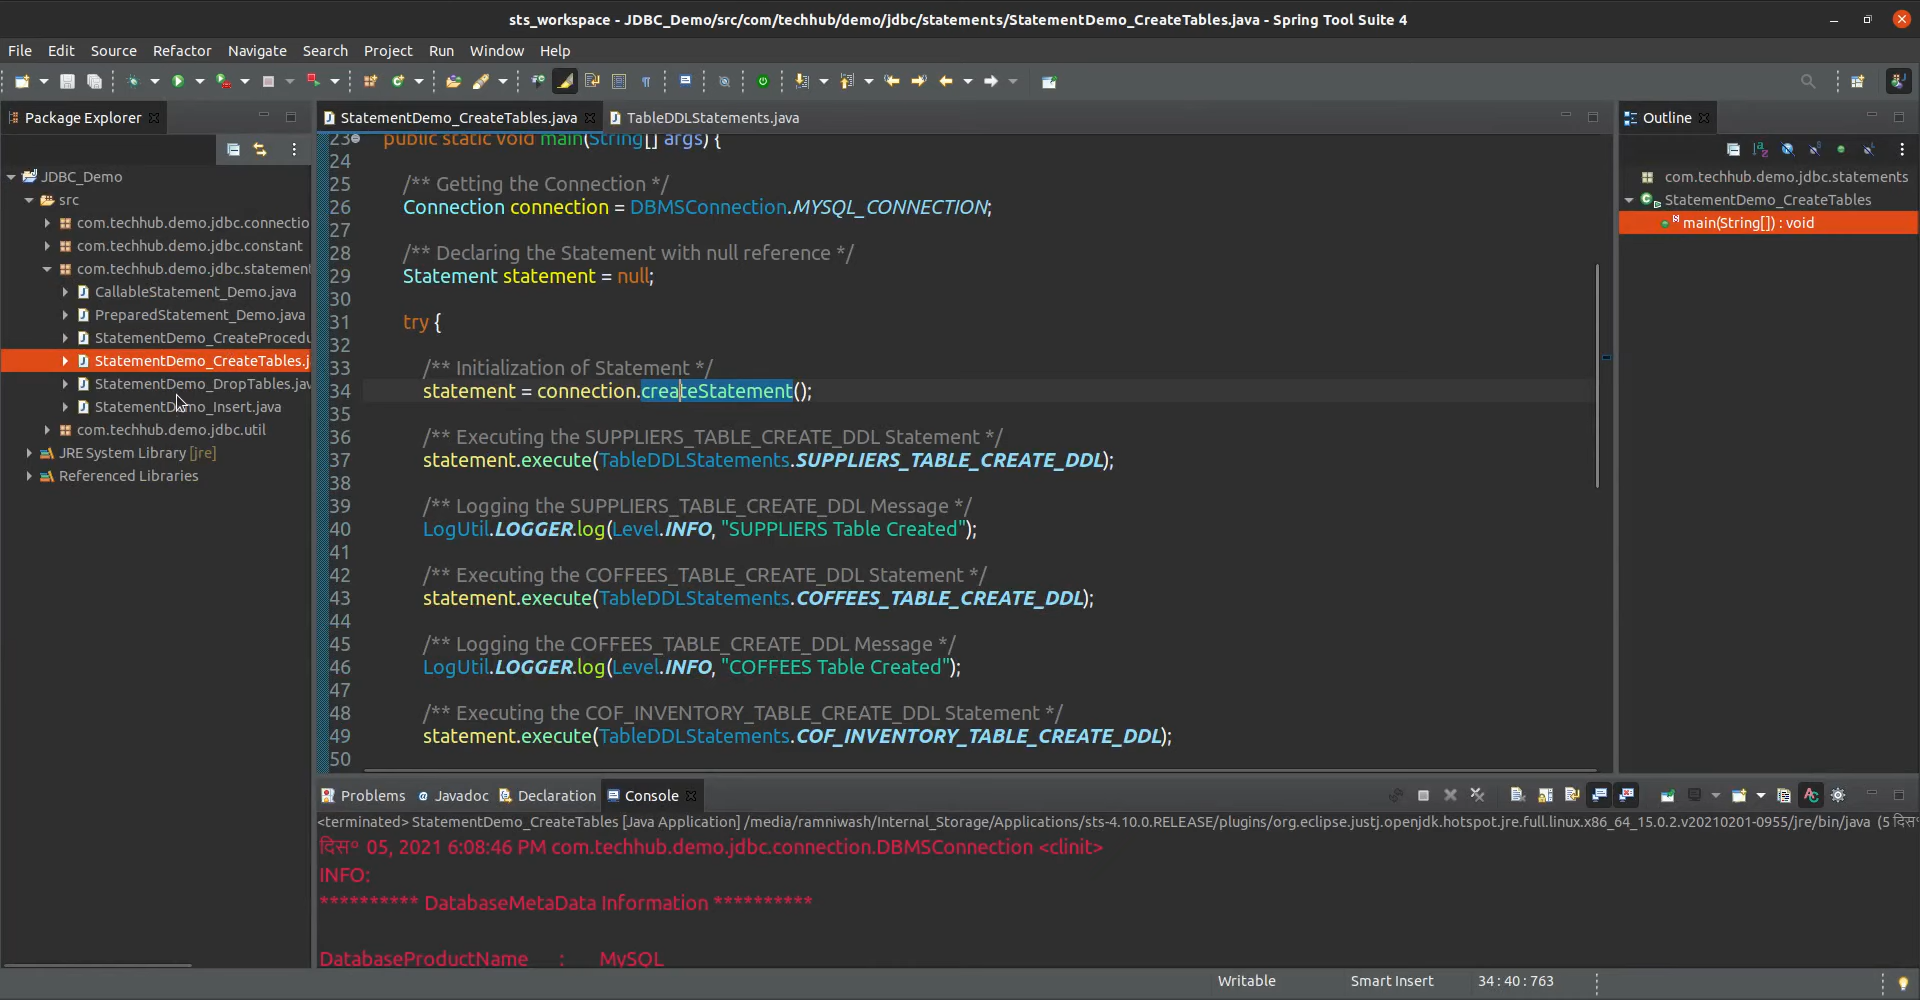 sts_workspace - JDBC_Demo/src/com/techhub/demo/jdbc/statements/StatementDemo_CreateTables.java - Spring Tool Suite 4
File Edit Source Refactor Navigate Search Project Run Window Help
Package Explorer
JDBC_Demo
src
com.techhub.demo.jdbc.connectio
com.techhub.demo.jdbc.constant
com.techhub.demo.jdbc.statement
CallableStatement_Demo.java
PreparedStatement_Demo.java
StatementDemo_CreateProcedu
StatementDemo_CreateTables.j
StatementDemo_DropTables.jav
StatementDemo_Insert.java
com.techhub.demo.jdbc.util
JRE System Library [jre]
Referenced Libraries
StatementDemo_CreateTables.java TableDDLStatements.java
23 public static void main(String[] args) {
24
25 /** Getting the Connection */
26 Connection connection = DBMSConnection.MYSQL_CONNECTION;
27
28 /** Declaring the Statement with null reference */
29 Statement statement = null;
30
31 try {
32
33 /** Initialization of Statement */
34 statement = connection.createStatement();
35
36 /** Executing the SUPPLIERS_TABLE_CREATE_DDL Statement */
37 statement.execute(TableDDLStatements.SUPPLIERS_TABLE_CREATE_DDL);
38
39 /** Logging the SUPPLIERS_TABLE_CREATE_DDL Message */
40 LogUtil.LOGGER.log(Level.INFO, "SUPPLIERS Table Created");
41
42 /** Executing the COFFEES_TABLE_CREATE_DDL Statement */
43 statement.execute(TableDDLStatements.COFFEES_TABLE_CREATE_DDL);
44
45 /** Logging the COFFEES_TABLE_CREATE_DDL Message */
46 LogUtil.LOGGER.log(Level.INFO, "COFFEES Table Created");
47
48 /** Executing the COF_INVENTORY_TABLE_CREATE_DDL Statement */
49 statement.execute(TableDDLStatements.COF_INVENTORY_TABLE_CREATE_DDL);
50
Outline
com.techhub.demo.jdbc.statements
StatementDemo_CreateTables
main(String[]) : void
Problems Javadoc Declaration Console
<terminated> StatementDemo_CreateTables [Java Application] /media/ramniwash/Internal_Storage/Applications/sts-4.10.0.RELEASE/plugins/org.eclipse.justj.openjdk.hotspot.jre.full.linux.x86_64_15.0.2.v20210201-0955/jre/bin/java (5 दिस०
दिस० 05, 2021 6:08:46 PM com.techhub.demo.jdbc.connection.DBMSConnection <clinit>
INFO:
********** DatabaseMetaData Information **********
DatabaseProductName : MySQL
Writable Smart Insert 34 : 40 : 763